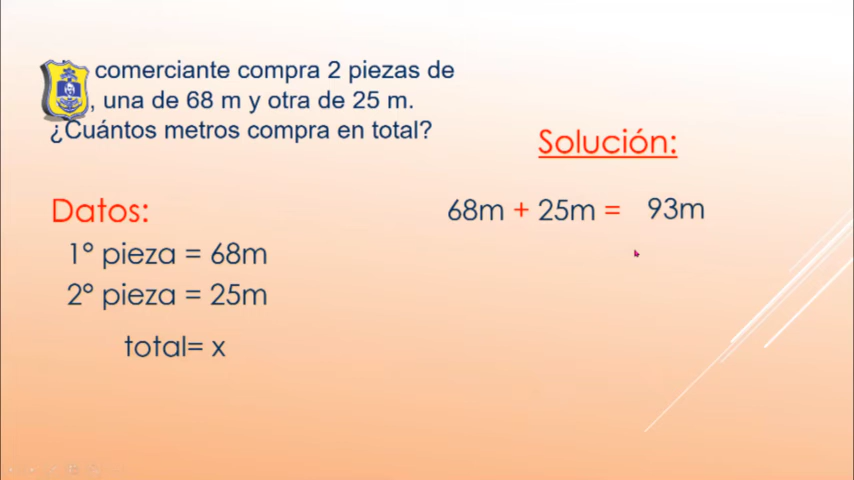 comerciante compra 2 piezas de
, una de 68 m y otra de 25 m.
¿Cuántos metros compra en total?
Solución:
Datos:
68m + 25m = 93m
1° pieza = 68m
2° pieza = 25m
total= x